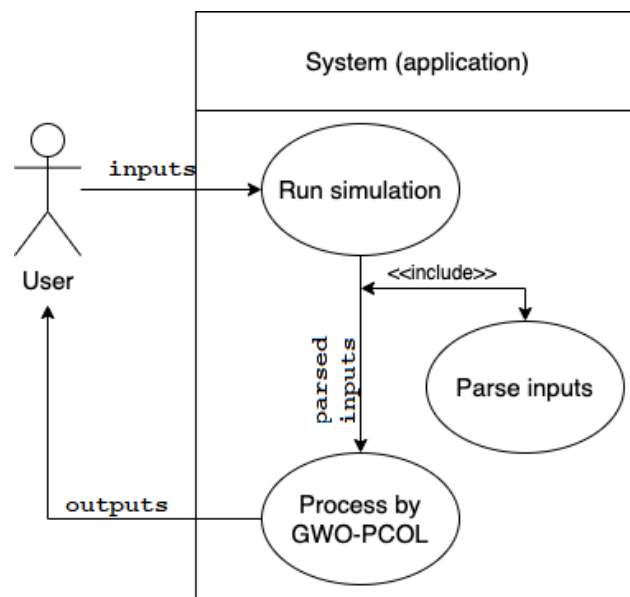 System (application)
inputs
Run simulation
User
<<include>>
parsed
inputs
Parse inputs
outputs
Process by
GWO-PCOL